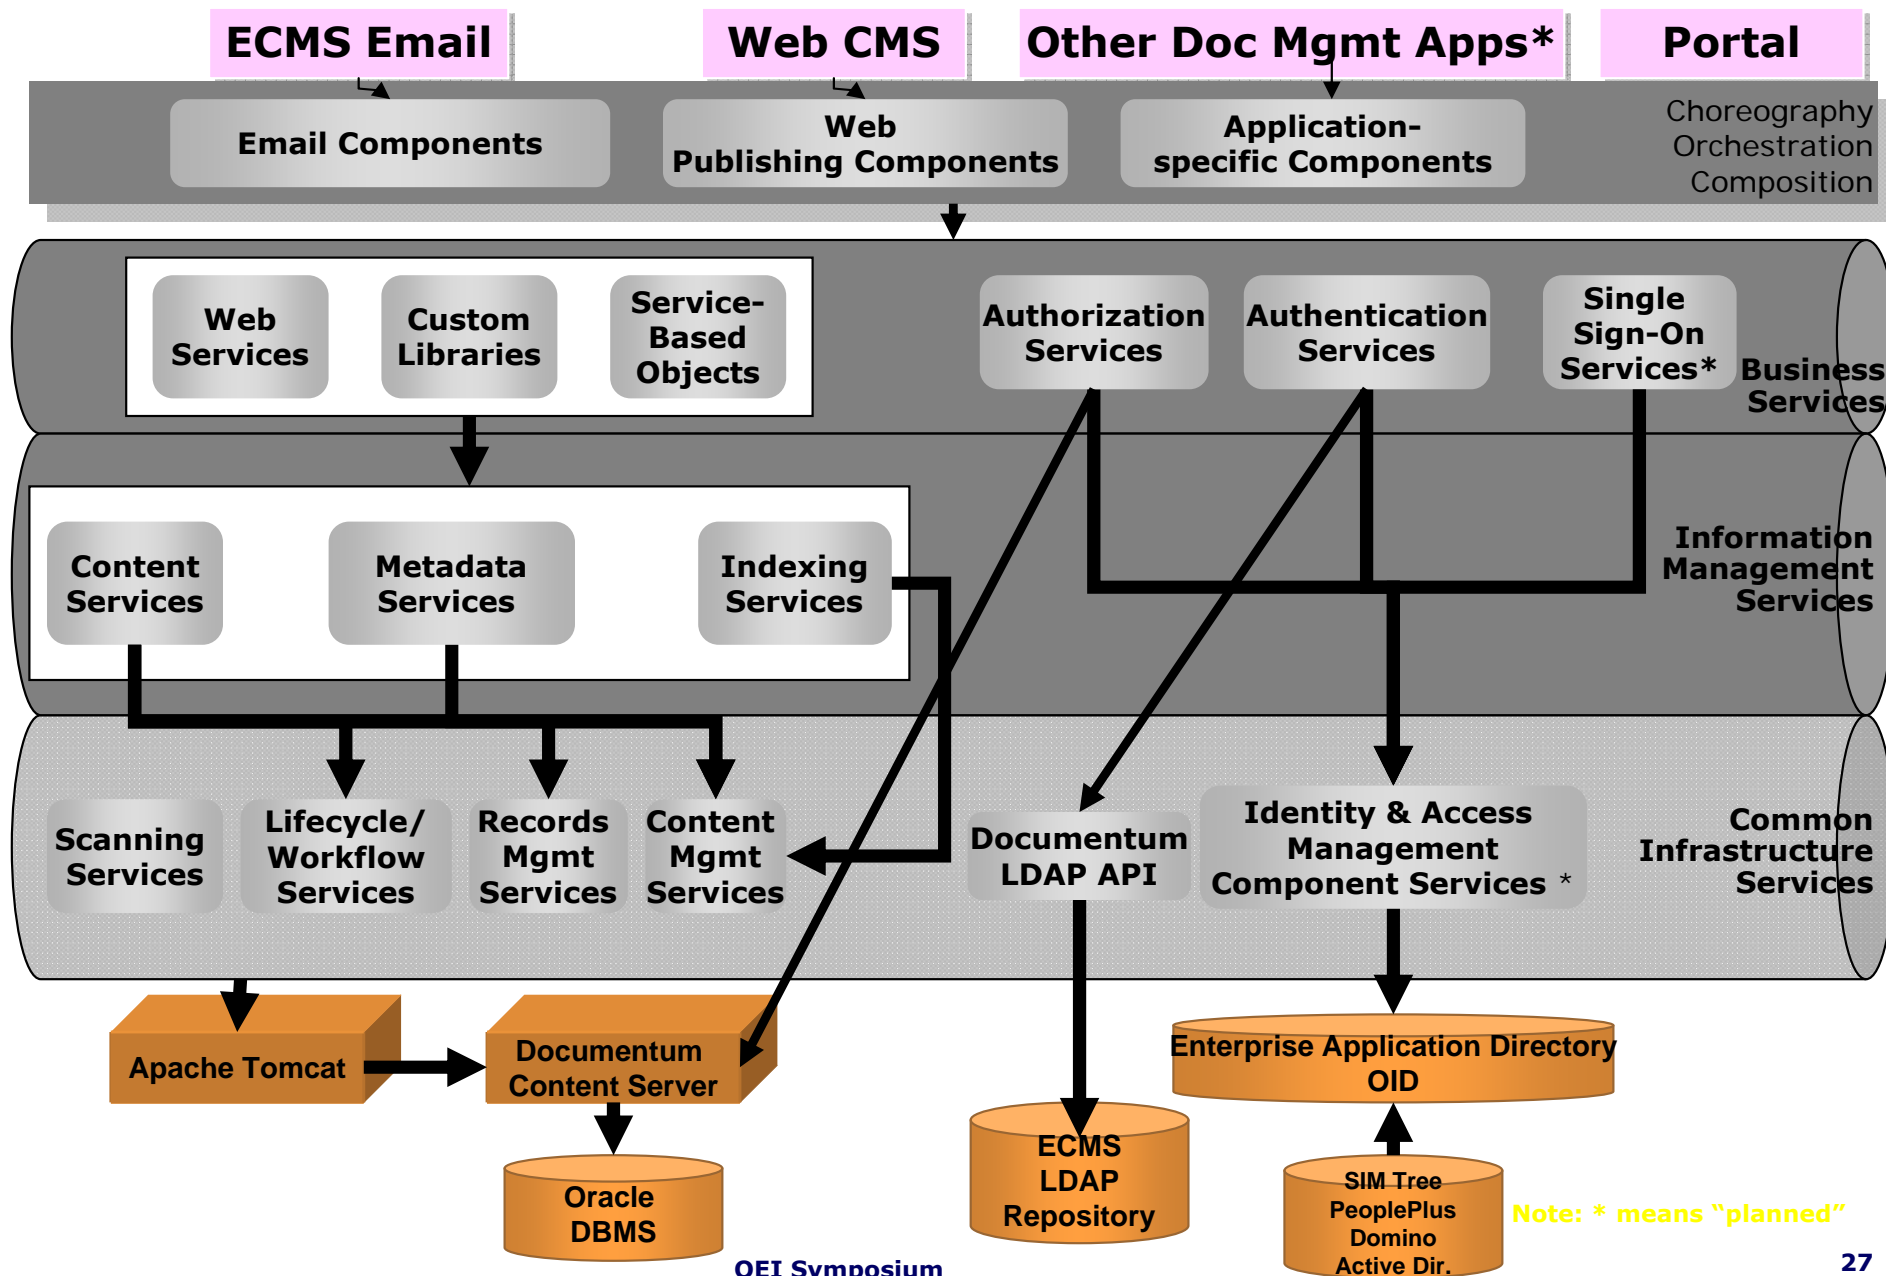 ECMS Email
Web CMS
Other Doc Mgmt Apps*
Portal
Email Components
Web
Publishing Components
Application-
specific Components
Choreography
Orchestration
Composition
Web
Services
Custom
Libraries
Service-
Based
Objects
Authorization
Services
Authentication
Services
Single
Sign-On
Services*
Business
Services
Content
Services
Metadata
Services
Indexing
Services
Information
Management
Services
Scanning
Services
Lifecycle/
Workflow
Services
Records
Mgmt
Services
Content
Mgmt
Services
Documentum
LDAP API
Identity & Access
Management
Component Services *
Common
Infrastructure
Services
Apache Tomcat
Documentum
Content Server
Enterprise Application Directory
OID
Oracle
DBMS
ECMS
LDAP
Repository
SIM Tree
PeoplePlus
Domino
Active Dir.
Note: * means “planned”
OEI Symposium
27